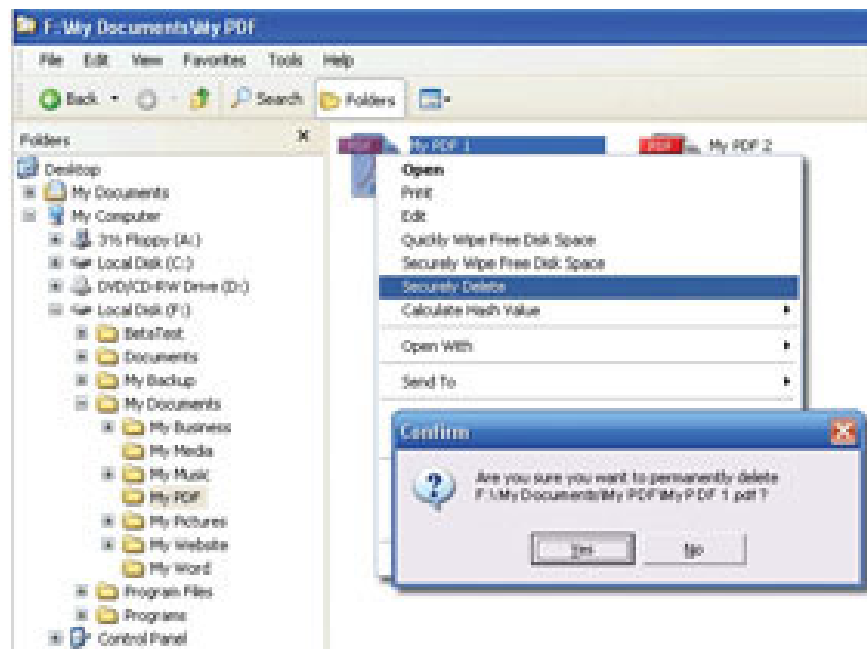 F:\My Documents\My PDF
File Edit View Favorites Tools Help
Back Search Folders
Folders x
Desktop
My Documents
My Computer
3½ Floppy (A:)
Local Disk (C:)
DVD/CD-RW Drive (D:)
Local Disk (F:)
BetaTest
Documents
My Backup
My Documents
My Business
My Media
My Music
My PDF
My Pictures
My Website
My Word
Program Files
Programs
Control Panel
PDF My PDF 1
PDF My PDF 2
Open
Print
Edit
Quickly Wipe Free Disk Space
Securely Wipe Free Disk Space
Securely Delete
Calculate Hash Value
Open With
Send To
Confirm
Are you sure you want to permanently delete
F:\My Documents\My PDF\My PDF 1.pdf ?
Yes No